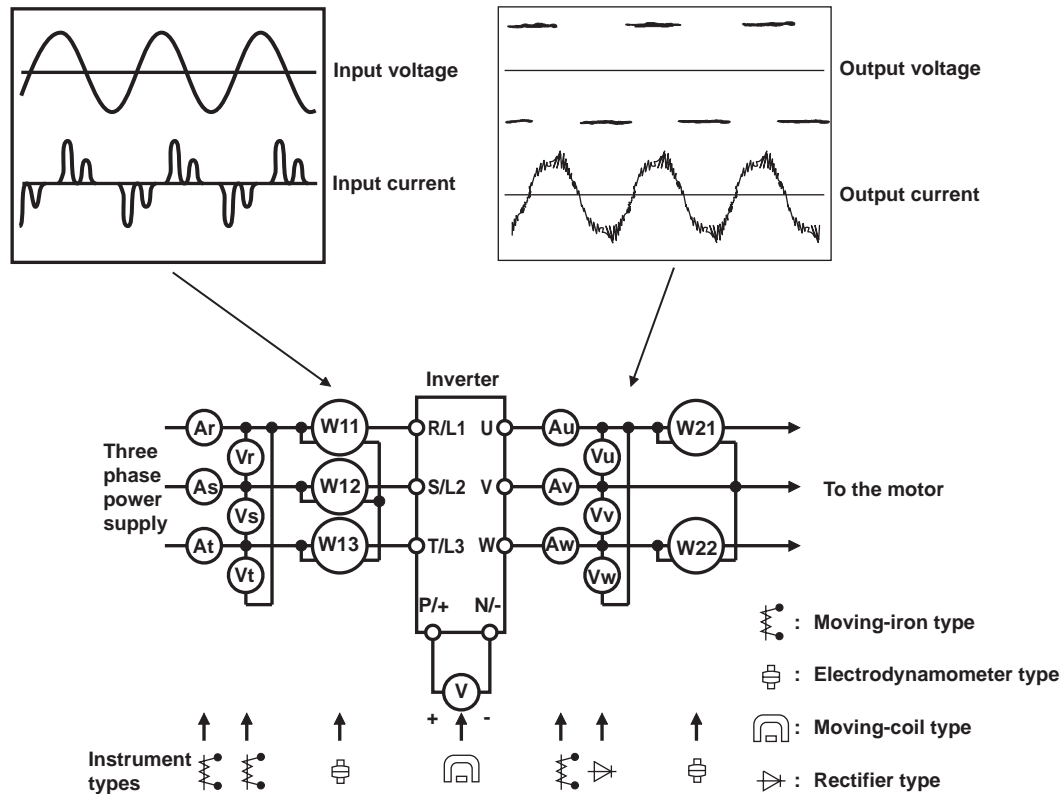 Input voltage
Input current
Output voltage
Output current
Inverter
Three
phase
power
supply
Ar
Vr
As
Vs
At
Vt
W11
W12
W13
R/L1 U
S/L2 V
T/L3 W
P/+ N/-
V
+ -
Au
Vu
Av
Vv
Aw
Vw
W21
W22
To the motor
: Moving-iron type
: Electrodynamometer type
: Moving-coil type
: Rectifier type
Instrument
types